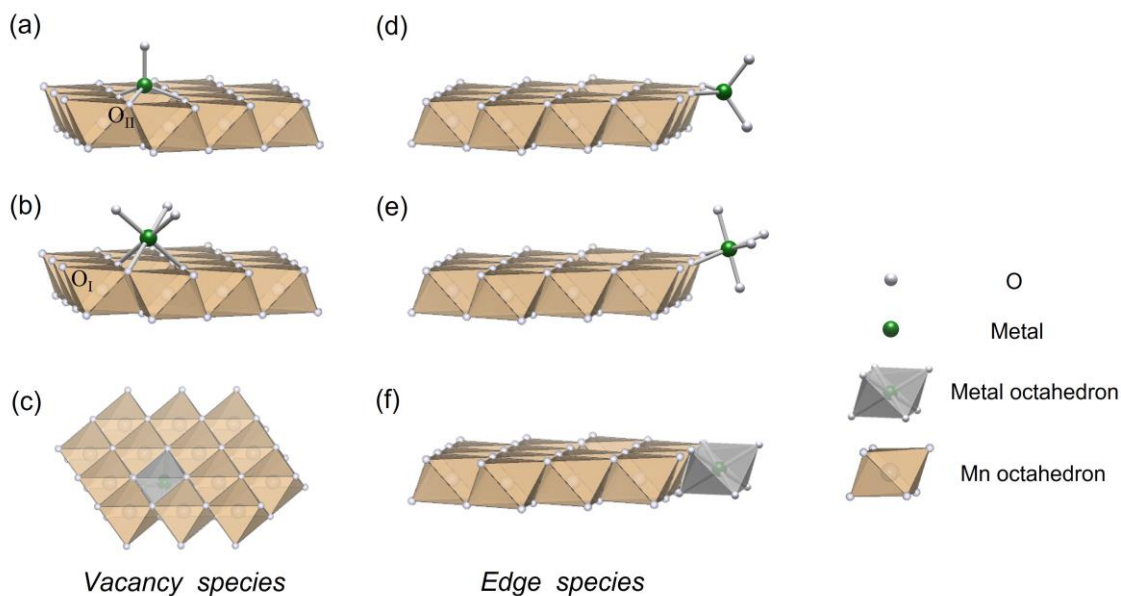 (a)
O_II
(b)
O_I
(c)
Vacancy species
(d)
(e)
(f)
Edge species
O
Metal
Metal octahedron
Mn octahedron